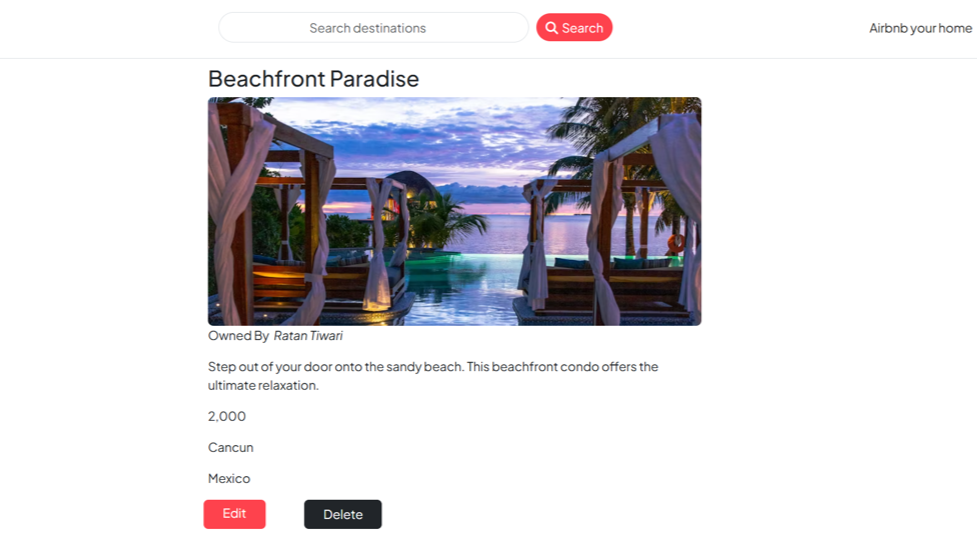 Search destinations
Search
Airbnb your home
Beachfront Paradise
Owned By Ratan Tiwari
Step out of your door onto the sandy beach. This beachfront condo offers the
ultimate relaxation.
2,000
Cancun
Mexico
Edit
Delete